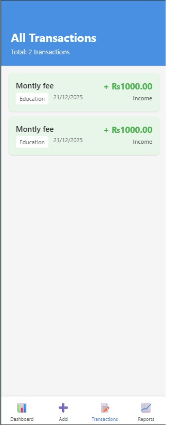 All Transactions
Total: 2 transactions
Montly fee
+ ₨1000.00
Education
21/12/2025
Income
Montly fee
+ ₨1000.00
Education
21/12/2025
Income
Dashboard
Add
Transactions
Reports